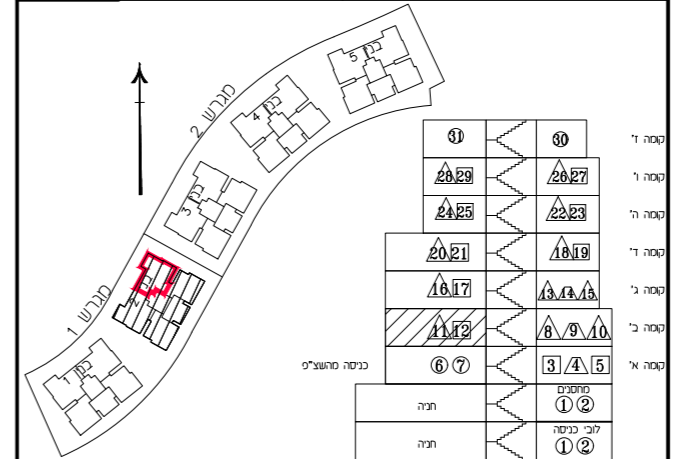 מגרש 2
מגרש 1
בנין 5
בנין 4
בנין 3
2
בנין 1
קומה ז' 30 31
קומה ו' 26 27 28 29
קומה ה' 22 23 24 25
קומה ד' 18 19 20 21
קומה ג' 13 14 15 16 17
קומה ב' 8 9 10 11 12
קומה א' 3 4 5 6 7 כניסה מהשצ"פ
מחסנים
1 2 חניה
לובי כניסה
1 2 חניה